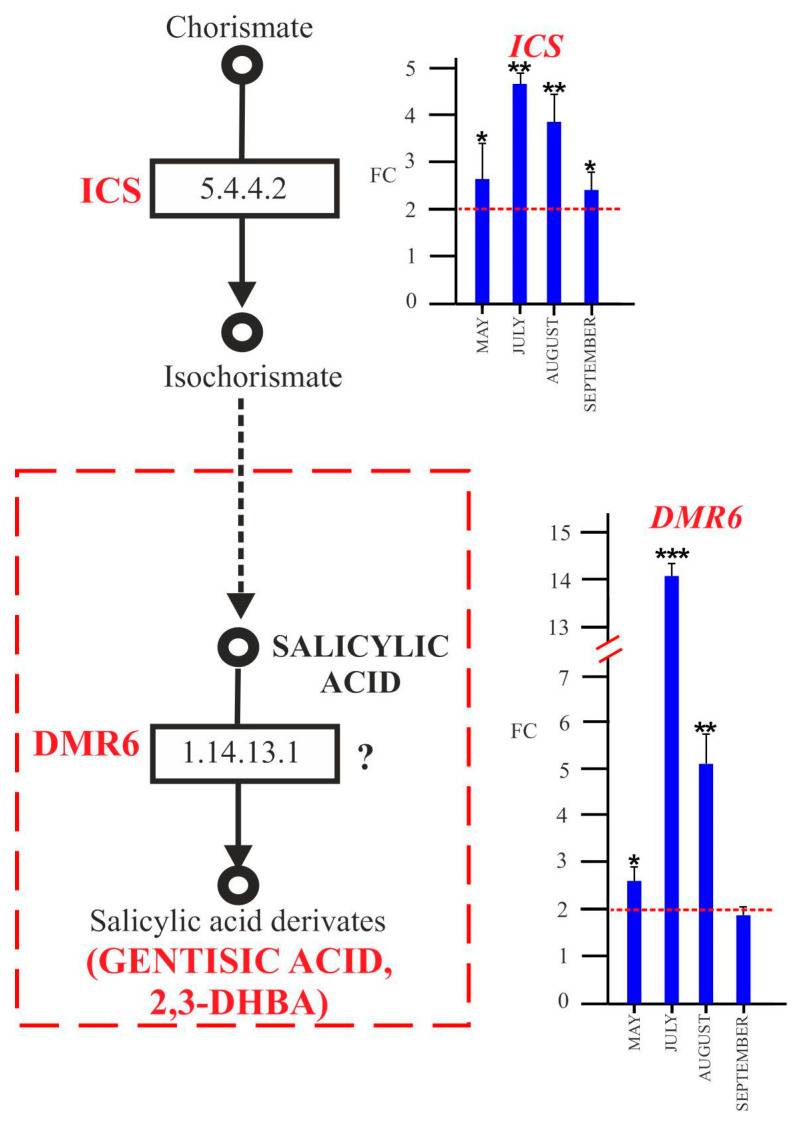 Chorismate
ICS
5.4.4.2
Isochorismate
SALICYLIC
ACID
DMR6
1.14.13.1
?
Salicylic acid derivates
(GENTISIC ACID,
2,3-DHBA)
ICS
5
4
3
2
1
0
FC
*
**
**
*
MAY
JULY
AUGUST
SEPTEMBER
DMR6
15
14
13
7
6
5
4
3
2
1
0
FC
*
***
**
MAY
JULY
AUGUST
SEPTEMBER